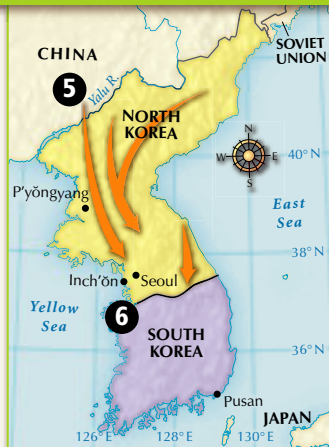 CHINA
SOVIET
UNION
5
Yalu R.
NORTH
KOREA
N
W
E
S
40°N
P'yŏngyang
East
Sea
38°N
Inch'ŏn
Seoul
Yellow
Sea
6
SOUTH
KOREA
36°N
Pusan
JAPAN
126°E
128°E
130°E